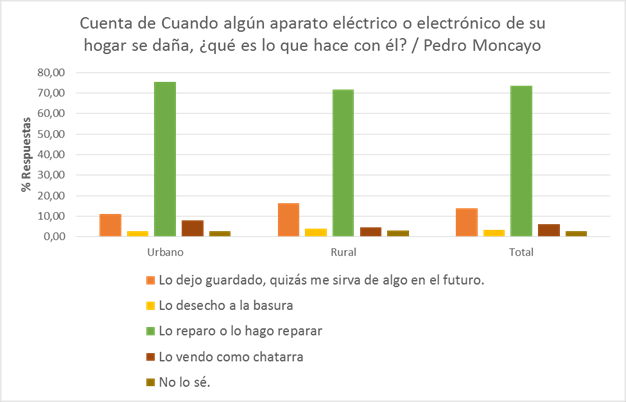 Cuenta de Cuando algún aparato eléctrico o electrónico de su
hogar se daña, ¿qué es lo que hace con él? / Pedro Moncayo
% Respuestas
80,00
70,00
60,00
50,00
40,00
30,00
20,00
10,00
0,00
Urbano
Rural
Total
Lo dejo guardado, quizás me sirva de algo en el futuro.
Lo desecho a la basura
Lo reparo o lo hago reparar
Lo vendo como chatarra
No lo sé.